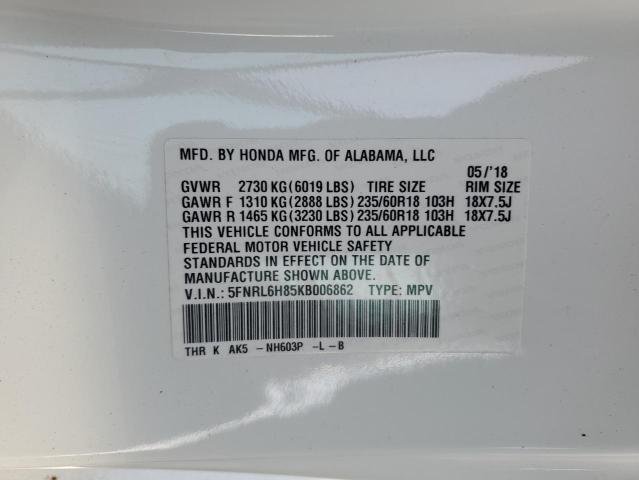 MFD. BY HONDA MFG. OF ALABAMA, LLC
05/'18
GVWR 2730 KG(6019 LBS) TIRE SIZE RIM SIZE
GAWR F 1310 KG(2888 LBS)235/60R18 103H 18X7.5J
GAWR R 1465 KG(3230 LBS)235/60R18 103H 18X7.5J
THIS VEHICLE CONFORMS TO ALL APPLICABLE
FEDERAL MOTOR VEHICLE SAFETY
STANDARDS IN EFFECT ON THE DATE OF
MANUFACTURE SHOWN ABOVE.
V.I.N.: 5FNRL6H85KB006862 TYPE: MPV
THR K AK5 -NH603P -L-B